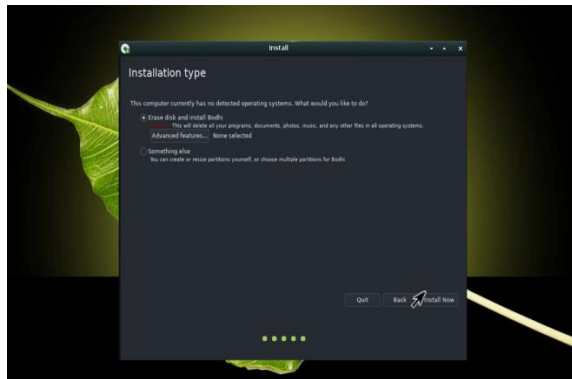 Install
Installation type
This computer currently has no detected operating systems. What would you like to do?
Erase disk and install Bodhi
This will delete all your programs, documents, photos, music, and any other files in all operating systems.
Advanced features... None selected
Something else
You can create or resize partitions yourself, or choose multiple partitions for Bodhi.
Quit Back Install Now